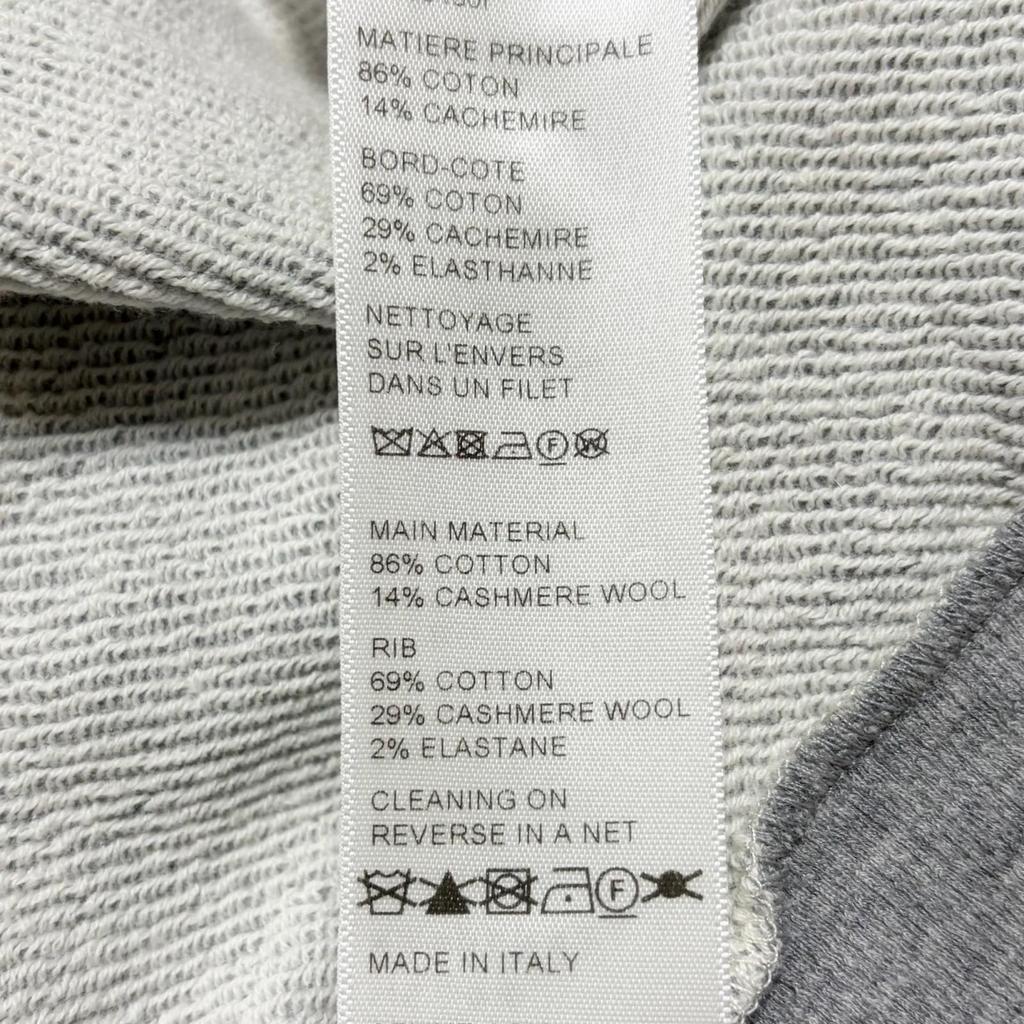 MATIERE PRINCIPALE
86% COTON
14% CACHEMIRE
BORD-COTE
69% COTON
29% CACHEMIRE
2% ELASTHANNE
NETTOYAGE
SUR L'ENVERS
DANS UN FILET
F W
MAIN MATERIAL
86% COTTON
14% CASHMERE WOOL
RIB
69% COTTON
29% CASHMERE WOOL
2% ELASTANE
CLEANING ON
REVERSE IN A NET
F
MADE IN ITALY